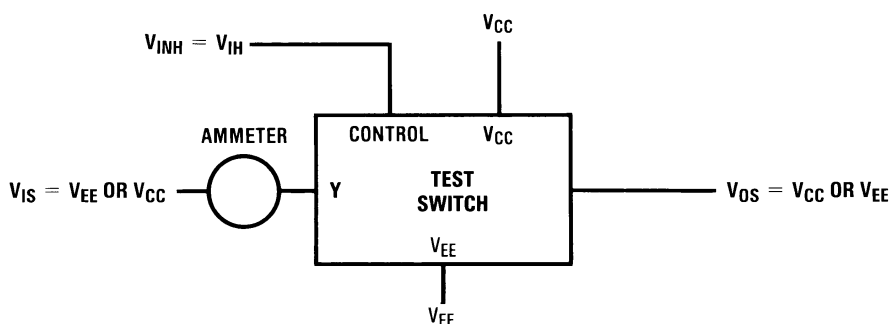 V_CC
V_INH = V_IH
AMMETER
CONTROL
V_CC
V_IS = V_EE OR V_CC
Y
TEST
SWITCH
V_OS = V_CC OR V_EE
V_EE
V_EE